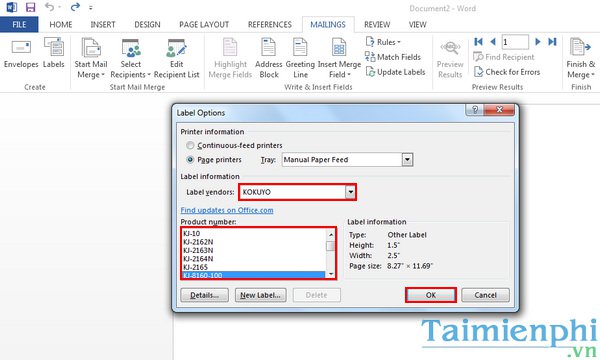 Document2 - Word
FILE HOME INSERT DESIGN PAGE LAYOUT REFERENCES MAILINGS REVIEW VIEW
Envelopes Labels Start Mail Merge Select Recipients Edit Recipient List Highlight Merge Fields Address Block Greeting Line Insert Merge Field Rules Match Fields Update Labels Preview Results 1 Find Recipient Check for Errors Finish & Merge
Create Start Mail Merge Write & Insert Fields Preview Results Finish
Label Options
Printer information
Continuous-feed printers
Page printers Tray: Manual Paper Feed
Label information
Label vendors: KOKUYO
Find updates on Office.com
Product number: Label information
KJ-10
KJ-2162N
KJ-2163N
KJ-2164N
KJ-2165
KJ-8160-100
Type: Other Label
Height: 1.5"
Width: 2.5"
Page size: 8.27" × 11.69"
Details... New Label... Delete OK Cancel
Taimienphi
.vn